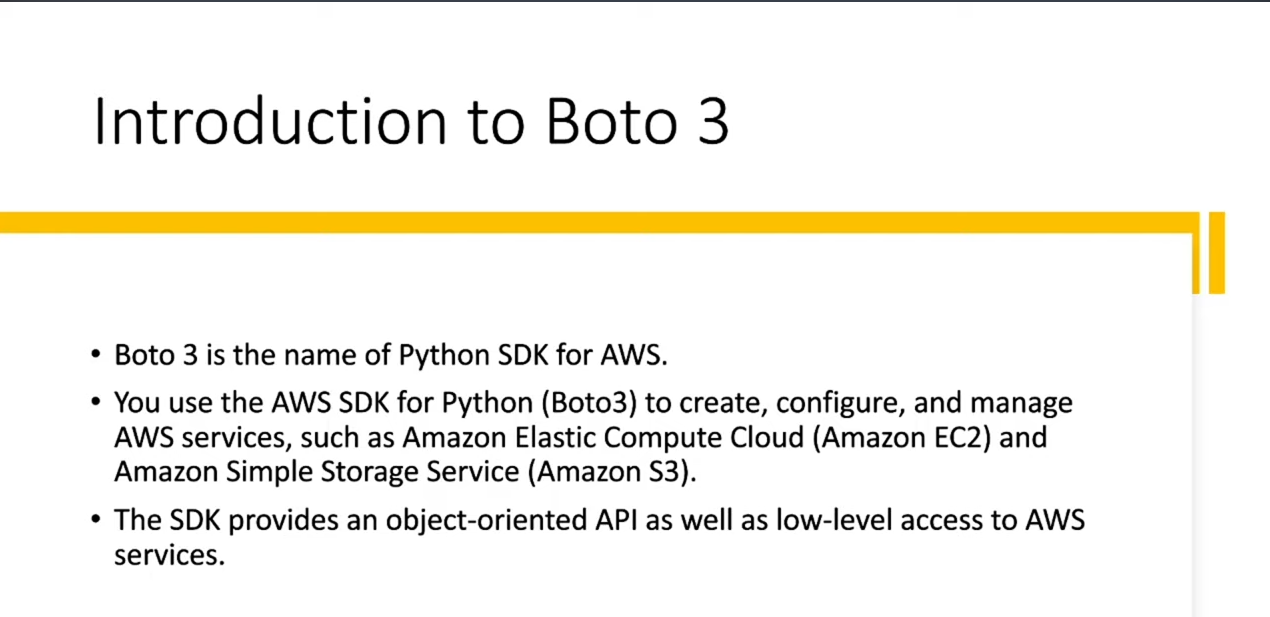 Introduction to Boto 3
• Boto 3 is the name of Python SDK for AWS.
• You use the AWS SDK for Python (Boto3) to create, configure, and manage
AWS services, such as Amazon Elastic Compute Cloud (Amazon EC2) and
Amazon Simple Storage Service (Amazon S3).
• The SDK provides an object-oriented API as well as low-level access to AWS
services.